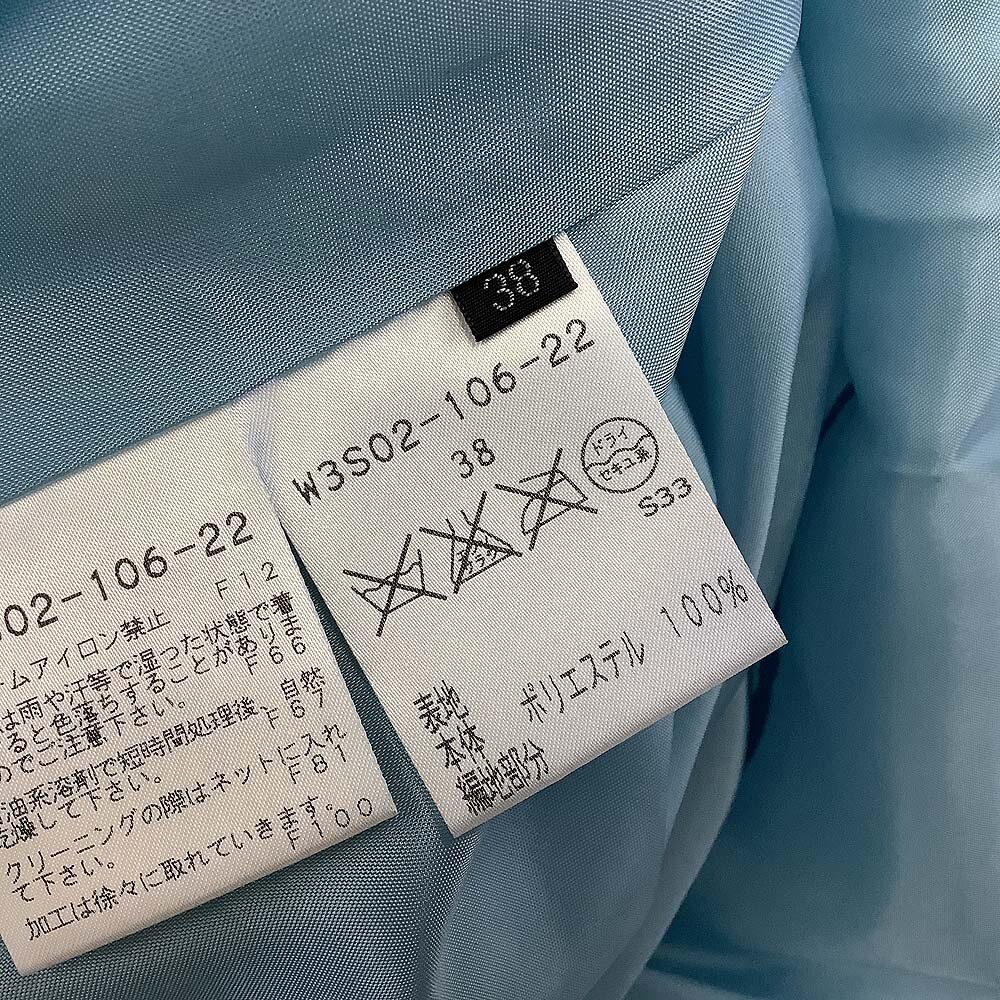 38
W3S02-106-22
38
ドライ
セキユ系
S33
表地
本体 ポリエステル 100%
編地部分
02-106-22
F12
ームアイロン禁止
は雨や汗等で湿った状態で着
ると色落ちすることがありま
のでご注意下さい。 F66
油系溶剤で短時間処理後、自然
乾燥して下さい。 F67
クリーニングの際はネットに入れ
て下さい。 F81
加工は徐々に取れていきます。
F100